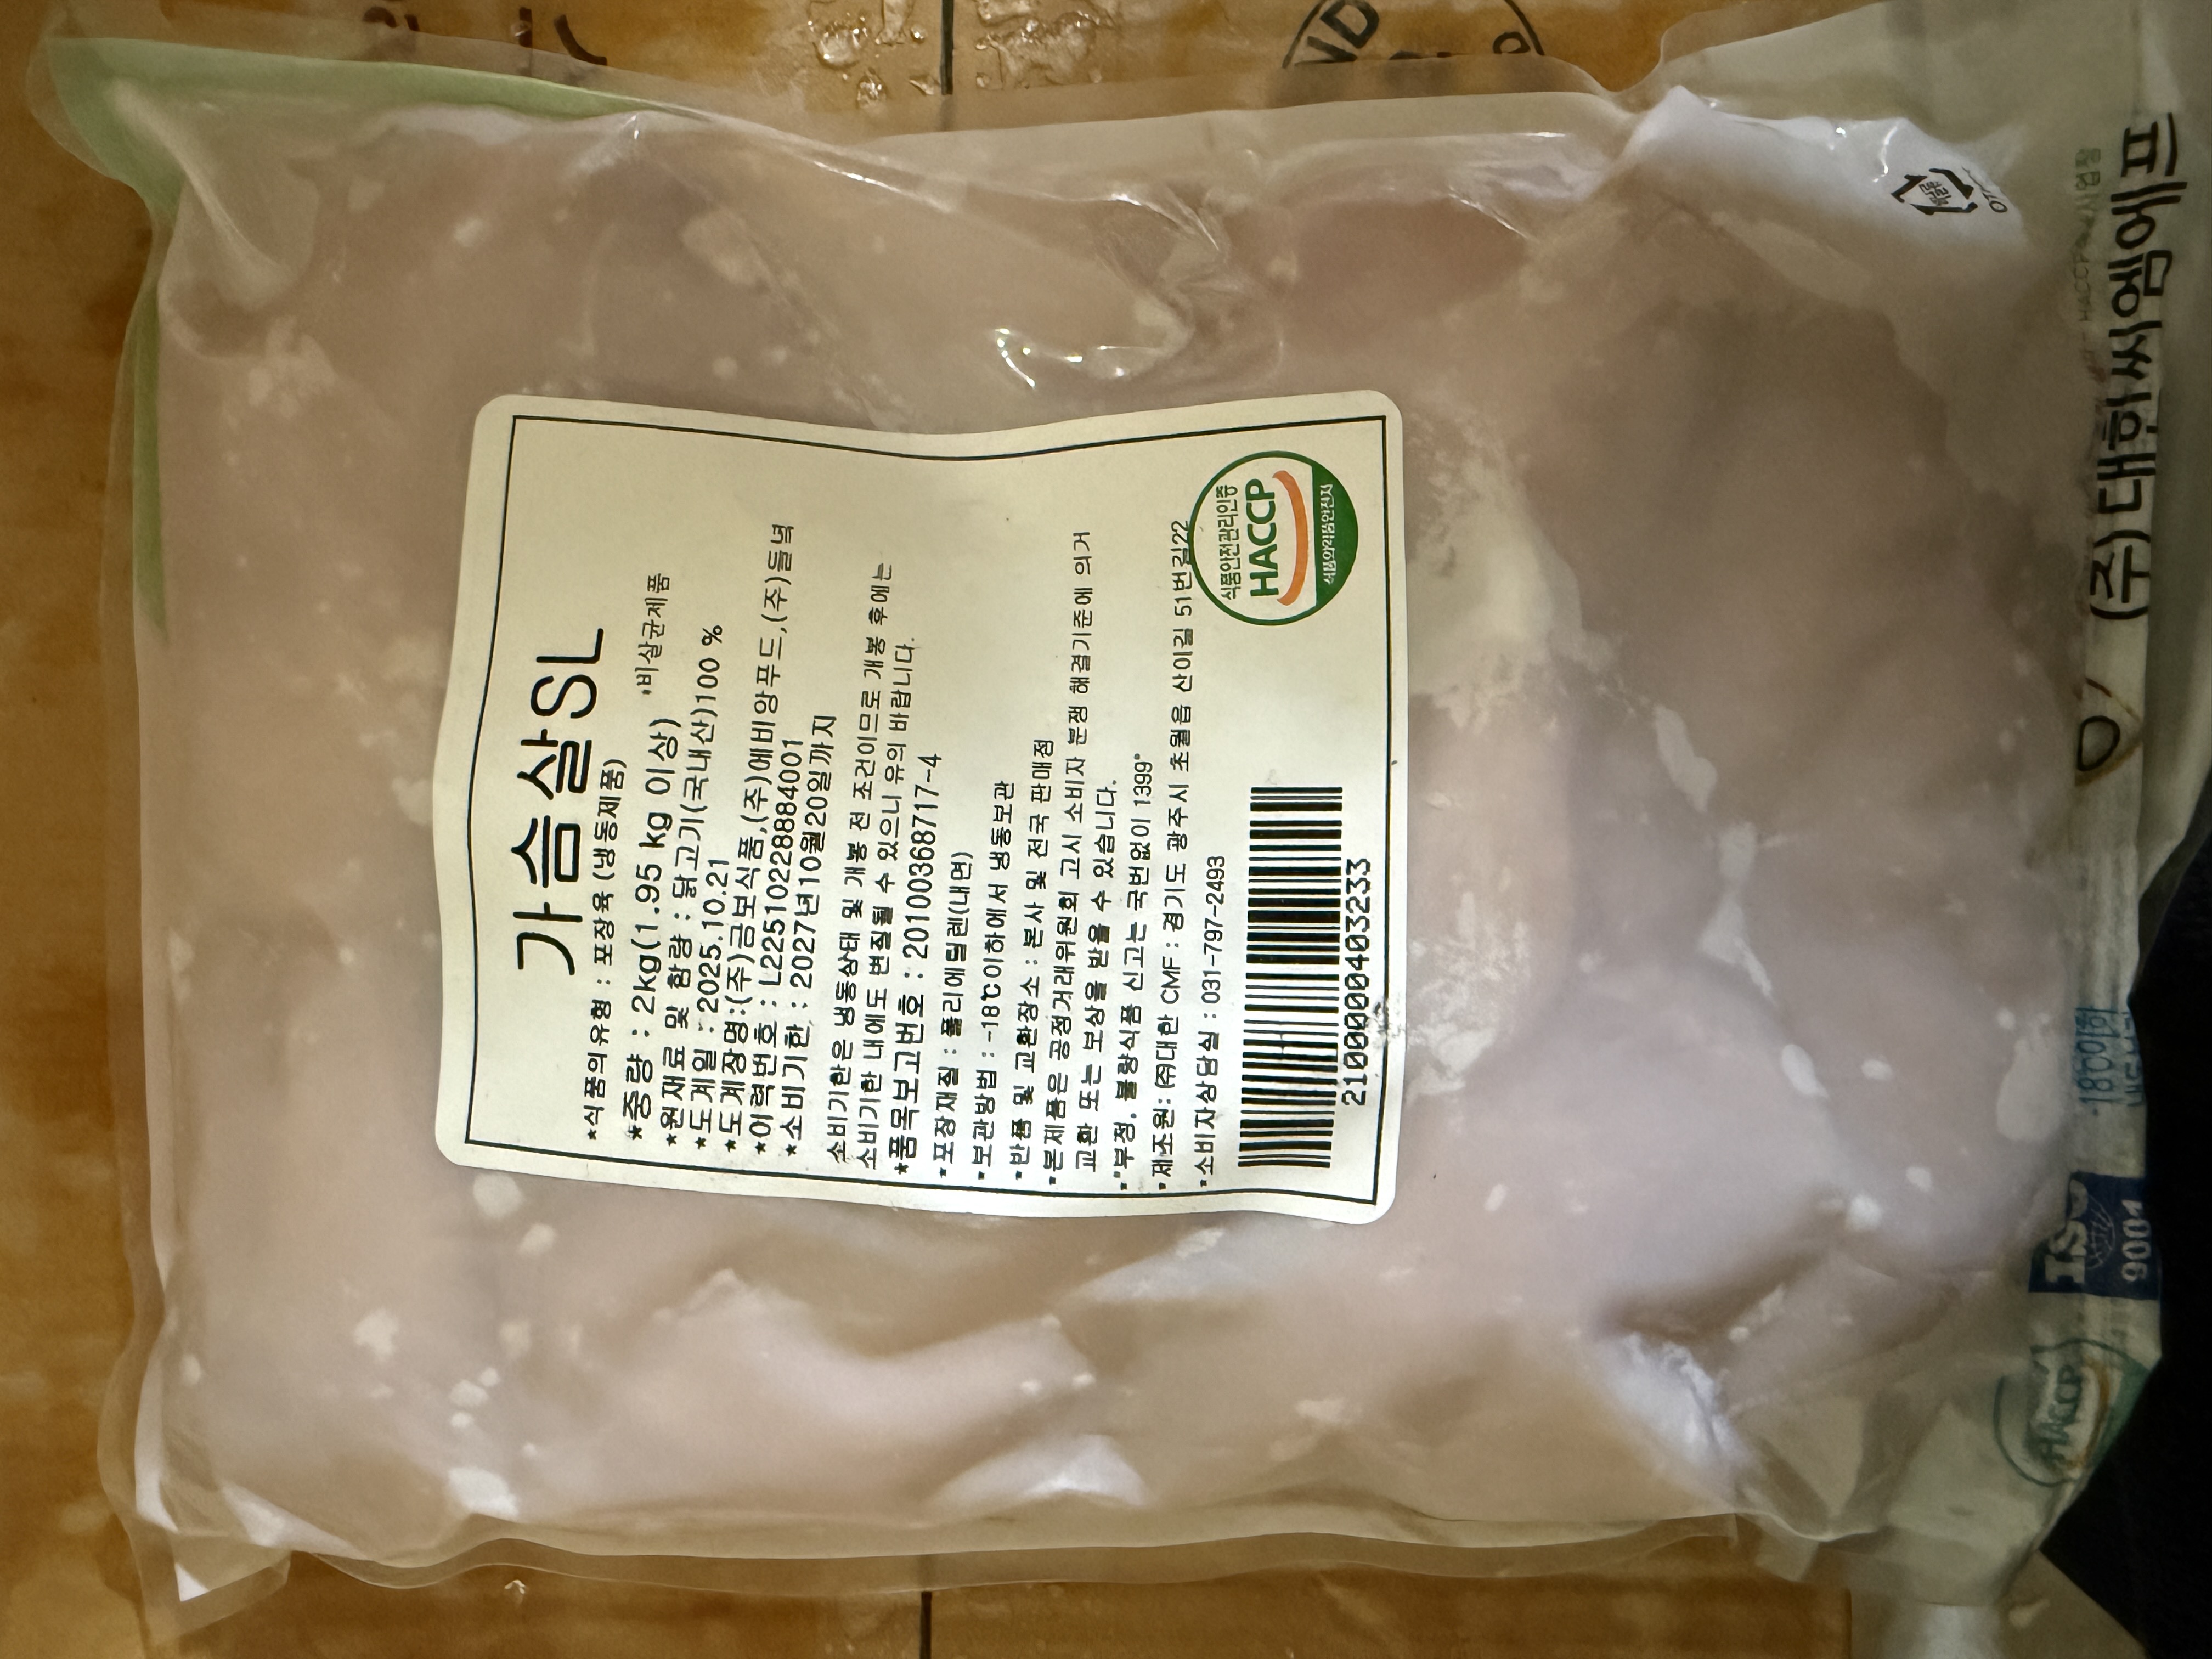 가슴살SL
*식품의유형 : 포장육 (냉동제품)
*중량 : 2kg(1.95 kg 이상) •비살균제품
*원재료 및 함량 : 닭고기(국내산)100 %
*도계일 : 2025.10.21
*도계장명:(주)금보식품,(주)에비앙푸드,(주)들녘
*이력번호 : L22510228884001
*소비기한 : 2027년10월20일까지
소비기한은 냉동상태 및 개봉 전 조건이므로 개봉 후에는
소비기한 내에도 변질될 수 있으니 유의 바랍니다.
*품목보고번호 : 20100368717-4
*포장재질 : 폴리에틸렌(내면)
*보관방법 : -18℃이하에서 냉동보관
*반품 및 교환장소 : 본사 및 전국 판매점
*본제품은 공정거래위원회 고시 소비자 분쟁 해결기준에 의거
교환 또는 보상을 받을 수 있습니다.
*"부정, 불량식품 신고는 국번없이 1399"
*제조원: ㈜대한 CMF : 경기도 광주시 초월읍 산이길 51번길22
*소비자상담실 : 031-797-2493
2100000403233
식품안전관리인증
HACCP
식품의약품안전처
(주)대한씨엠에프
ISO
9001
HACCP